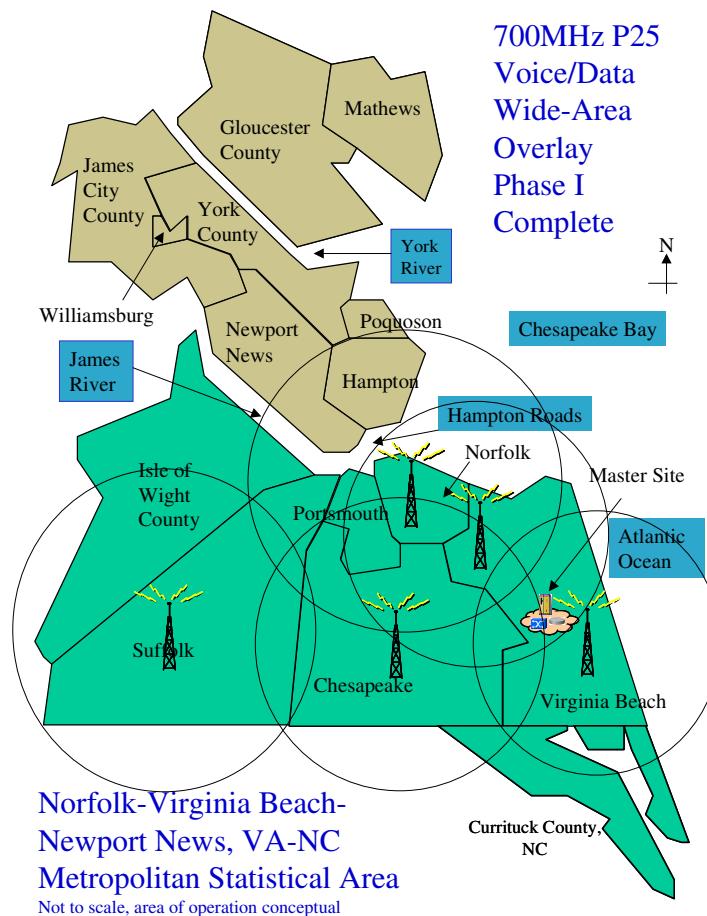 700MHz P25
Voice/Data
Wide-Area
Overlay
Phase I
Complete
Mathews
Gloucester
County
James
City
County
York
County
York
River
N
Williamsburg
Chesapeake Bay
Poquoson
Newport
News
James
River
Hampton
Hampton Roads
Norfolk
Isle of
Wight
County
Master Site
Portsmouth
Atlantic
Ocean
Suffolk
Chesapeake
Virginia Beach
Norfolk-Virginia Beach-
Newport News, VA-NC
Metropolitan Statistical Area
Not to scale, area of operation conceptual
Currituck County,
NC